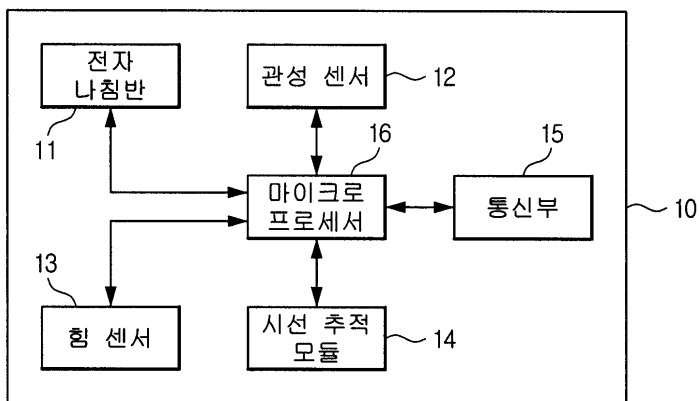 전자
나침반
11
관성 센서
12
16
마이크로
프로세서
15
통신부
10
13
힘 센서
시선 추적
모듈
14